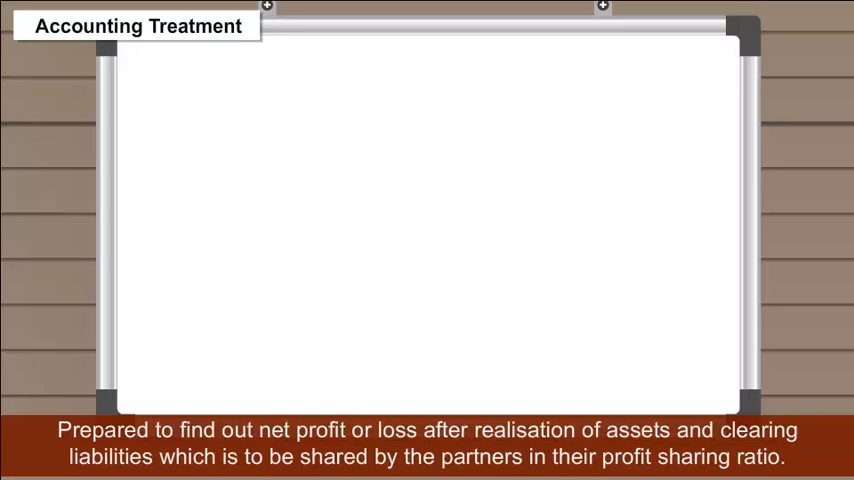 Accounting Treatment
Prepared to find out net profit or loss after realisation of assets and clearing
liabilities which is to be shared by the partners in their profit sharing ratio.